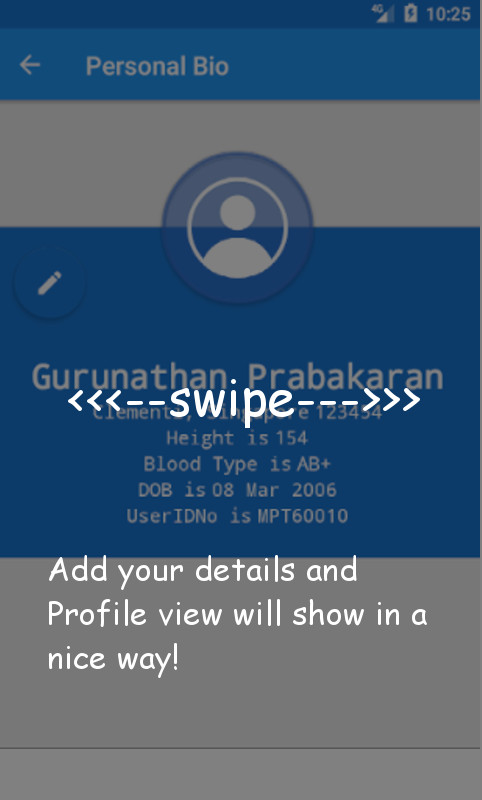 10:25
Personal Bio
Gurunathan Prabakaran
<<<--swipe--->>>
Clementi, Singapore 123454
Height is 154
Blood Type is AB+
DOB is 08 Mar 2006
UserIDNo is MPT60010
Add your details and
Profile view will show in a
nice way!